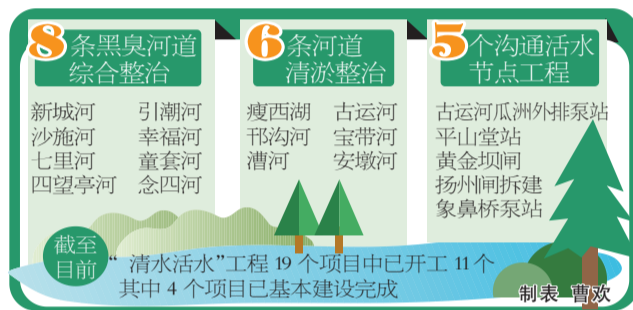 8条黑臭河道
综合整治
新城河 引潮河
沙施河 幸福河
七里河 童套河
四望亭河 念四河
6条河道
清淤整治
瘦西湖 古运河
邗沟河 宝带河
漕河 安墩河
5个沟通活水
节点工程
古运河瓜洲外排泵站
平山堂站
黄金坝闸
扬州闸拆建
象鼻桥泵站
截至
目前
“清水活水”工程 19 个项目中已开工 11 个
其中 4 个项目已基本建设完成
制表 曹欢